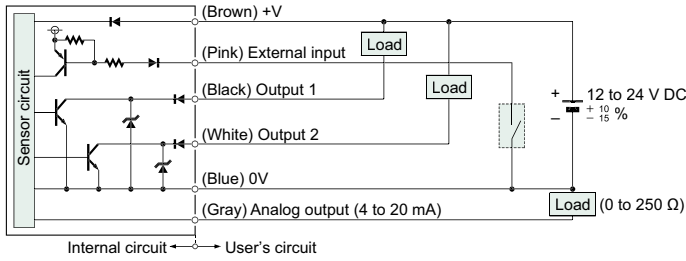 (Brown) +V
(Pink) External input
Load
Load
(Black) Output 1
Sensor circuit
+ 12 to 24 V DC
− + 10 − 15 %
(White) Output 2
(Blue) 0V
(Gray) Analog output (4 to 20 mA)
Load (0 to 250 Ω)
Internal circuit
User's circuit